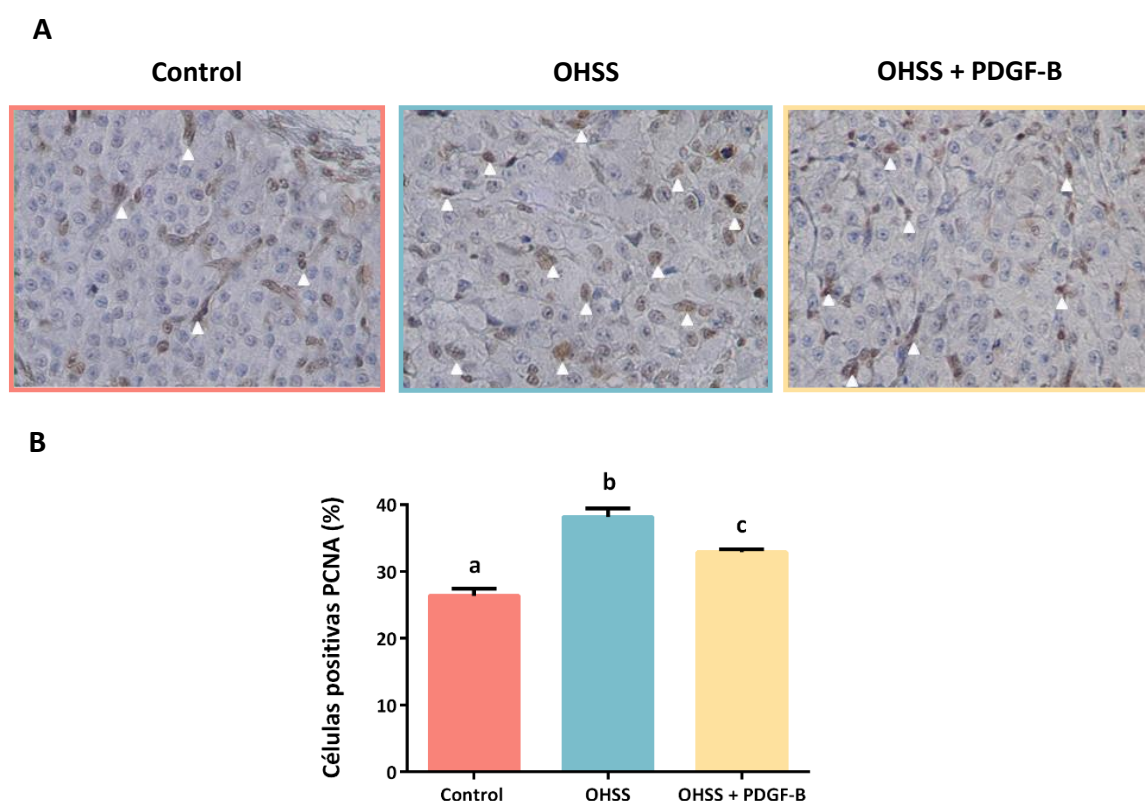 A
Control
OHSS
OHSS + PDGF-B
B
Células positivas PCNA (%)
40
30
20
10
0
a
b
c
Control
OHSS
OHSS + PDGF-B